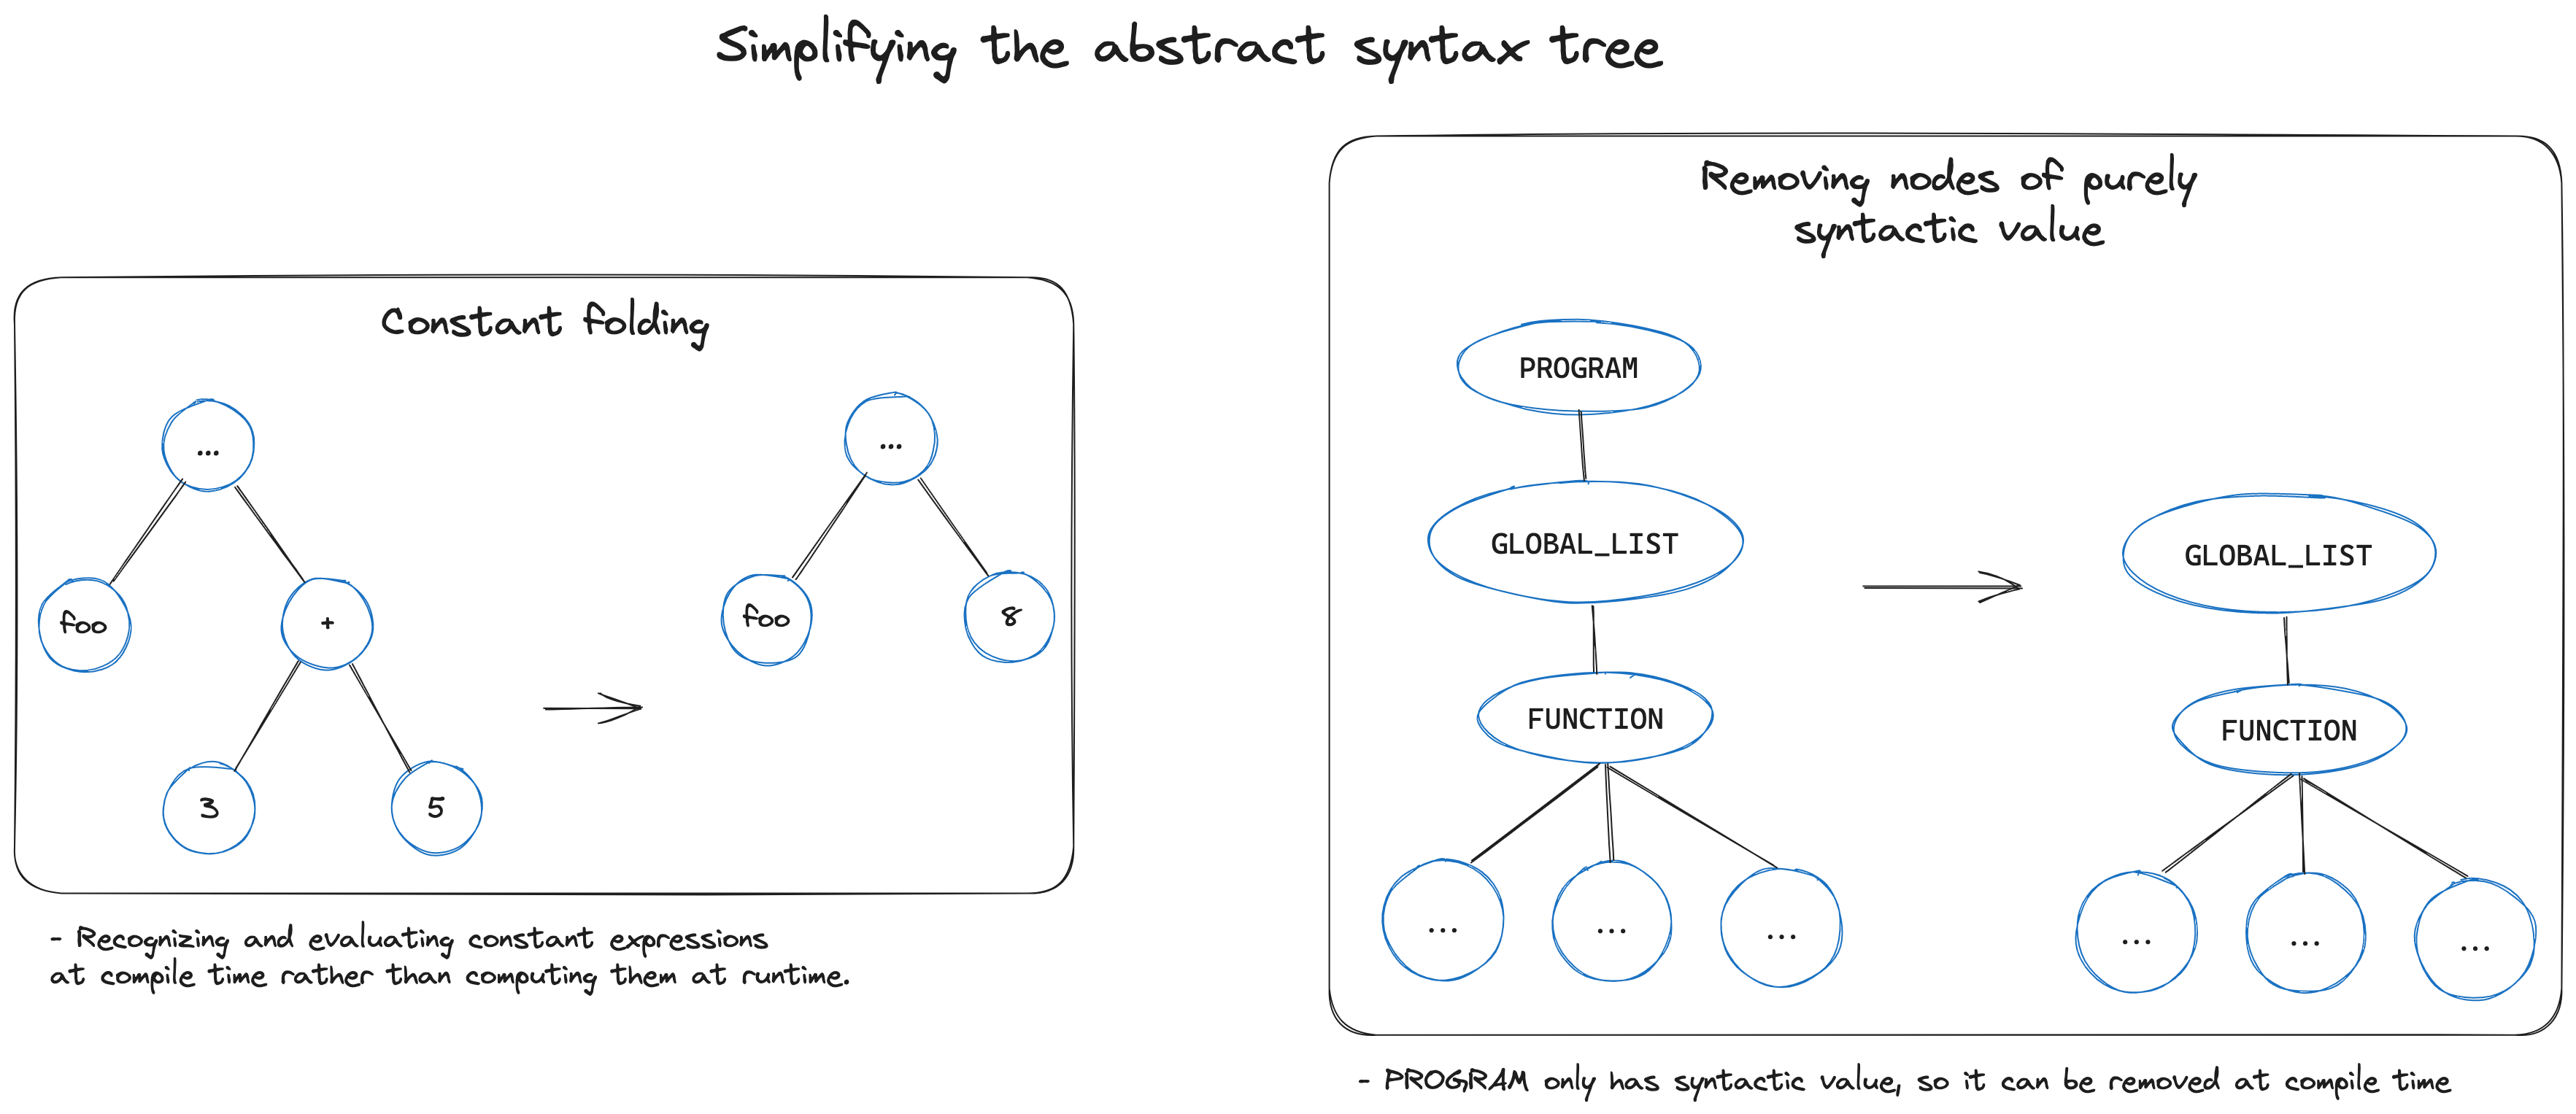 Simplifying the abstract syntax tree
Constant folding
...
foo
+
3
5
...
foo
8
- Recognizing and evaluating constant expressions
at compile time rather than computing them at runtime.
Removing nodes of purely
syntactic value
PROGRAM
GLOBAL_LIST
FUNCTION
...
...
...
GLOBAL_LIST
FUNCTION
...
...
...
- PROGRAM only has syntactic value, so it can be removed at compile time